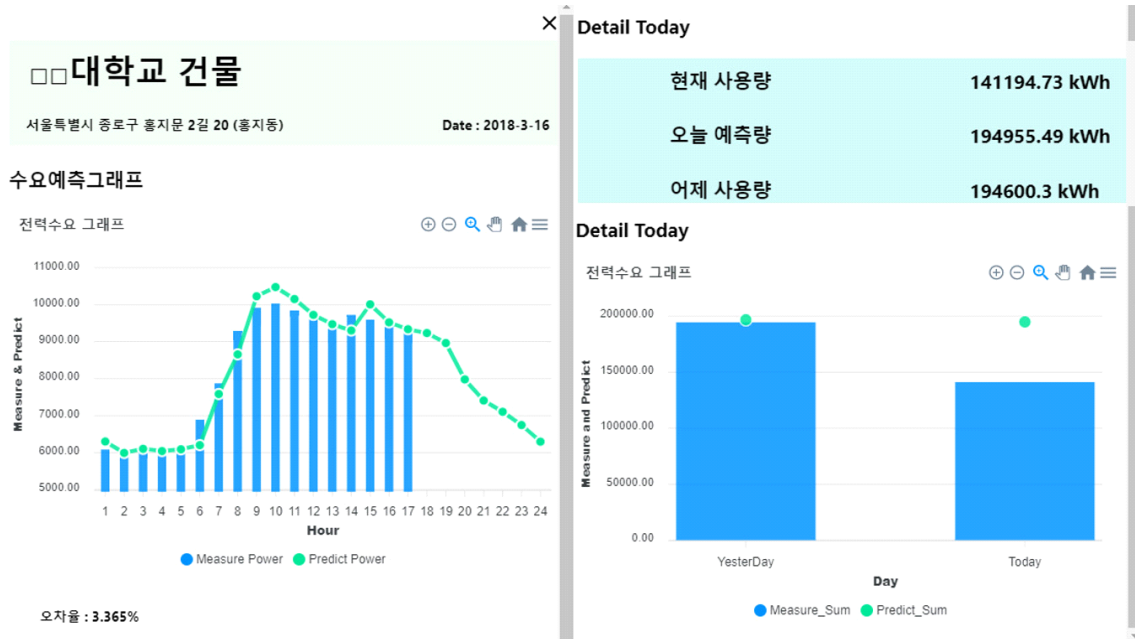 □□대학교 건물
서울특별시 종로구 홍지문 2길 20 (홍지동)
Date : 2018-3-16
수요예측그래프
전력수요 그래프
11000.00
10000.00
9000.00
8000.00
7000.00
6000.00
5000.00
Measure & Predict
1 2 3 4 5 6 7 8 9 10 11 12 13 14 15 16 17 18 19 20 21 22 23 24
Hour
Measure Power Predict Power
오차율 : 3.365%
Detail Today
현재 사용량 141194.73 kWh
오늘 예측량 194955.49 kWh
어제 사용량 194600.3 kWh
Detail Today
전력수요 그래프
200000.00
150000.00
100000.00
50000.00
0.00
Measure and Predict
YesterDay Today
Day
Measure_Sum Predict_Sum